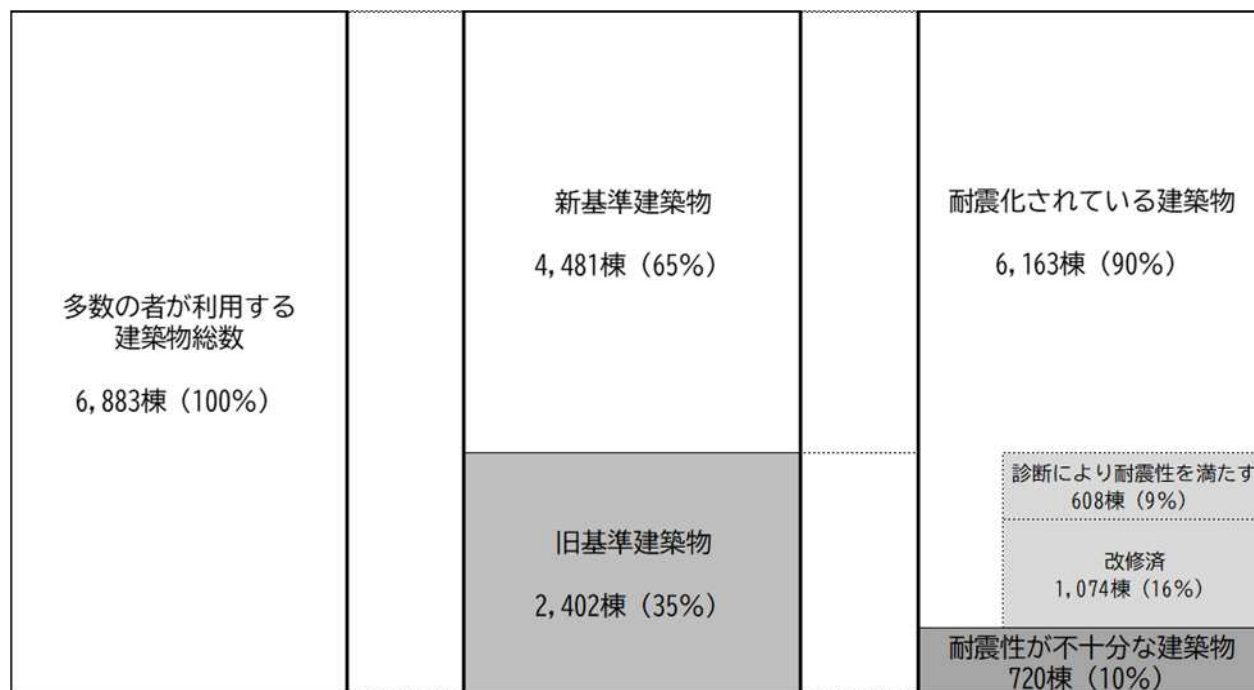 多数の者が利用する
建築物総数
6,883棟（100%）
新基準建築物
4,481棟（65%）
旧基準建築物
2,402棟（35%）
耐震化されている建築物
6,163棟（90%）
診断により耐震性を満たす
608棟（9%）
改修済
1,074棟（16%）
耐震性が不十分な建築物
720棟（10%）